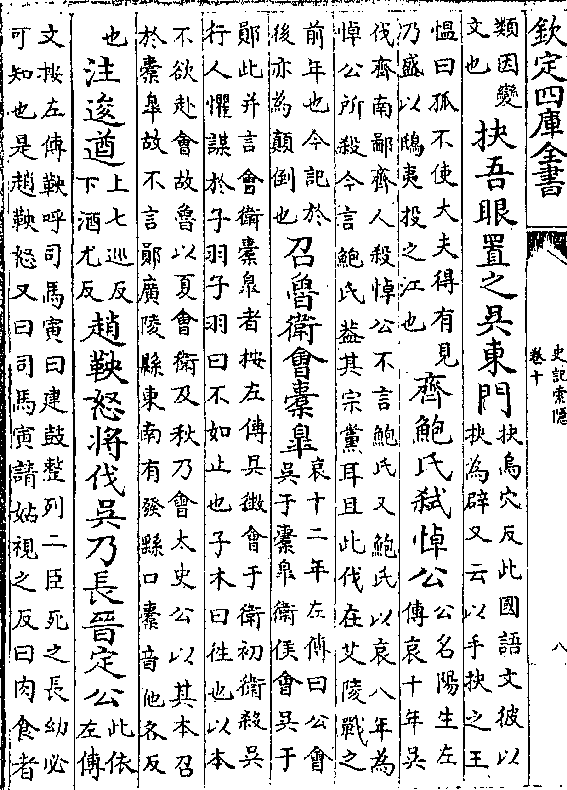 欽定四庫全書
史記索隱
卷十
八
類因變
文也
抉吾眼置之吳東門
抉烏穴反此國語文彼以
抉為辟又云以手抉之王
愠曰孤不使大夫得有見
乃盛以鴟夷投之江也
齊鮑氏弒悼公
公名陽生左
傳哀十年吳
伐齊南鄙齊人殺悼公不言鮑氏又鮑氏以哀八年為
悼公所殺今言鮑氏葢其宗黨耳且此伐在艾陵戰之
前年也今記於
後亦為顛倒也
召魯衛會橐臯
哀十二年左傳曰公會
吳于橐臯衛侯會吳于
鄖此并言會衛橐臯者按左傳吳徵會于衛初衛殺吳
行人懼謀於子羽子羽曰不如止也子木曰徃也以本
不欲赴會故魯以夏會衛及秋乃會太史公以其本召
於橐臯故不言鄖廣陵縣東南有發繇口橐音他各反
也
注逡遒
上七巡反
下酒尤反
趙鞅怒將伐吳乃長晉定公
此依
左傳
文按左傳鞅呼司馬寅曰建鼓整列二臣死之長幼必
可知也是趙鞅怒又曰司馬寅請姑視之反曰肉食者